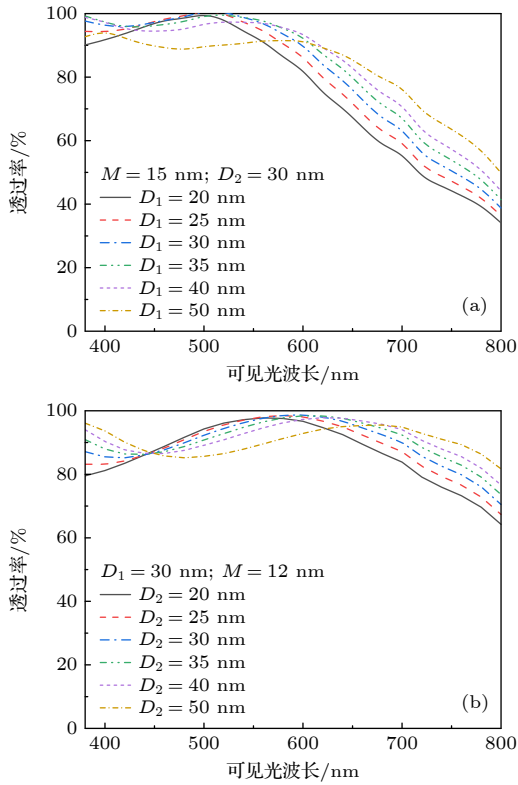 100
80
60
40
20
0
透过率/%
M = 15 nm; D₂ = 30 nm
D₁ = 20 nm
D₁ = 25 nm
D₁ = 30 nm
D₁ = 35 nm
D₁ = 40 nm
D₁ = 50 nm
(a)
400 500 600 700 800
可见光波长/nm
100
80
60
40
20
0
透过率/%
D₁ = 30 nm; M = 12 nm
D₂ = 20 nm
D₂ = 25 nm
D₂ = 30 nm
D₂ = 35 nm
D₂ = 40 nm
D₂ = 50 nm
(b)
400 500 600 700 800
可见光波长/nm